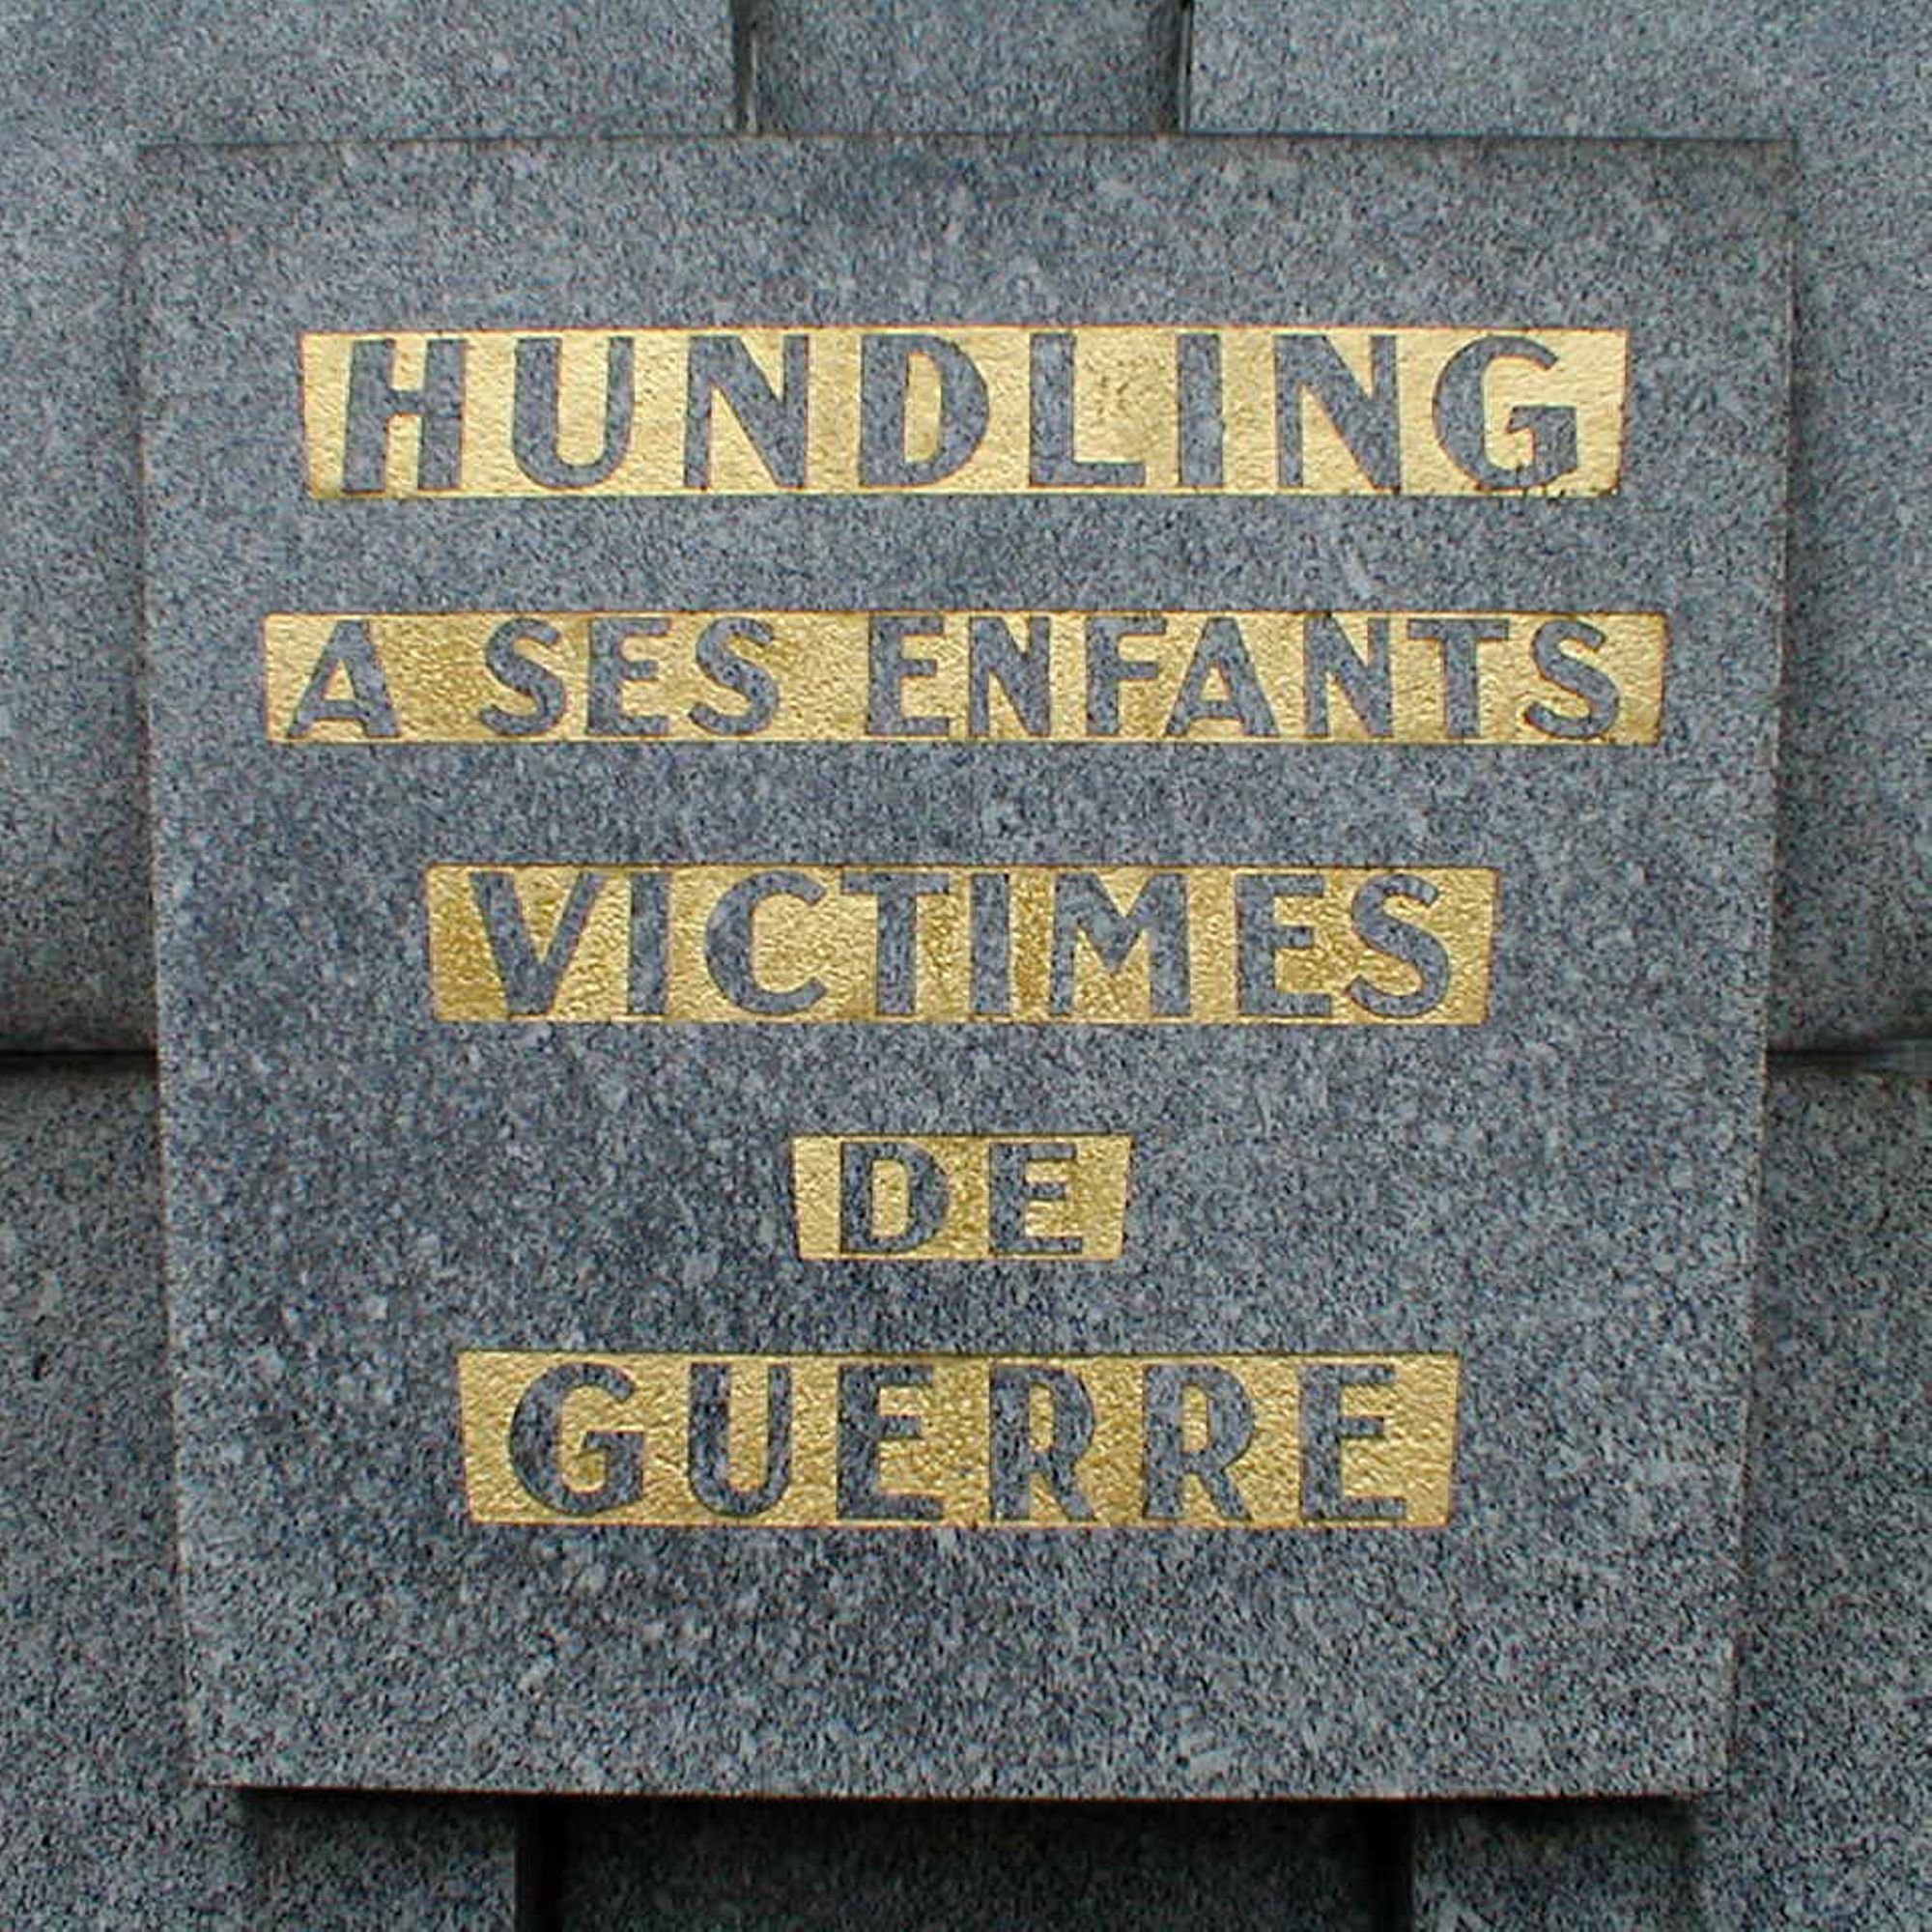 HUNDLING
A SES ENFANTS
VICTIMES
DE
GUERRE